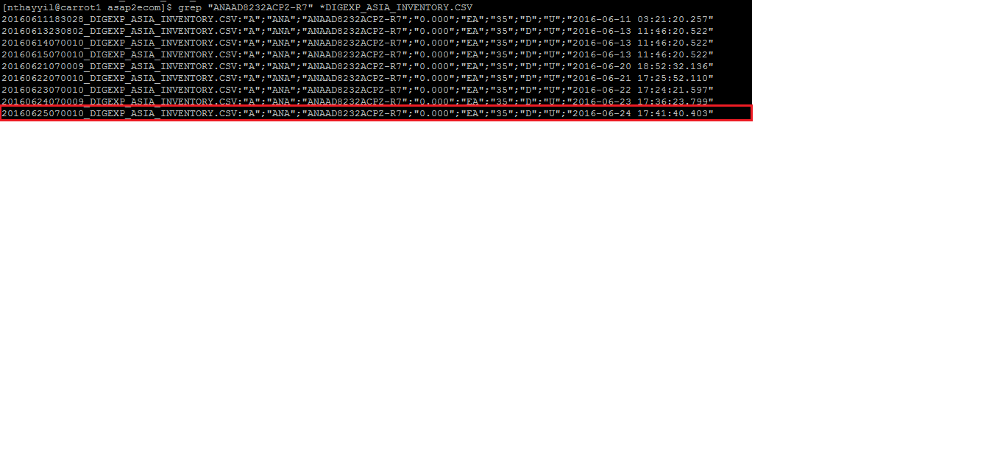 [nthayyil@carrot1 asap2ecom]$ grep "ANAAD8232ACPZ-R7" *DIGEXP_ASIA_INVENTORY.CSV
20160611183028_DIGEXP_ASIA_INVENTORY.CSV:"A";"ANA";"ANAAD8232ACPZ-R7";"0.000";"EA";"35";"D";"U";"2016-06-11 03:21:20.257"
20160613230802_DIGEXP_ASIA_INVENTORY.CSV:"A";"ANA";"ANAAD8232ACPZ-R7";"0.000";"EA";"35";"D";"U";"2016-06-13 11:46:20.522"
20160614070010_DIGEXP_ASIA_INVENTORY.CSV:"A";"ANA";"ANAAD8232ACPZ-R7";"0.000";"EA";"35";"D";"U";"2016-06-13 11:46:20.522"
20160615070010_DIGEXP_ASIA_INVENTORY.CSV:"A";"ANA";"ANAAD8232ACPZ-R7";"0.000";"EA";"35";"D";"U";"2016-06-13 11:46:20.522"
20160621070009_DIGEXP_ASIA_INVENTORY.CSV:"A";"ANA";"ANAAD8232ACPZ-R7";"0.000";"EA";"35";"D";"U";"2016-06-20 18:52:32.136"
20160622070010_DIGEXP_ASIA_INVENTORY.CSV:"A";"ANA";"ANAAD8232ACPZ-R7";"0.000";"EA";"35";"D";"U";"2016-06-21 17:25:52.110"
20160623070010_DIGEXP_ASIA_INVENTORY.CSV:"A";"ANA";"ANAAD8232ACPZ-R7";"0.000";"EA";"35";"D";"U";"2016-06-22 17:24:21.597"
20160624070009_DIGEXP_ASIA_INVENTORY.CSV:"A";"ANA";"ANAAD8232ACPZ-R7";"0.000";"EA";"35";"D";"U";"2016-06-23 17:36:23.799"
20160625070010_DIGEXP_ASIA_INVENTORY.CSV:"A";"ANA";"ANAAD8232ACPZ-R7";"0.000";"EA";"35";"D";"U";"2016-06-24 17:41:40.403"